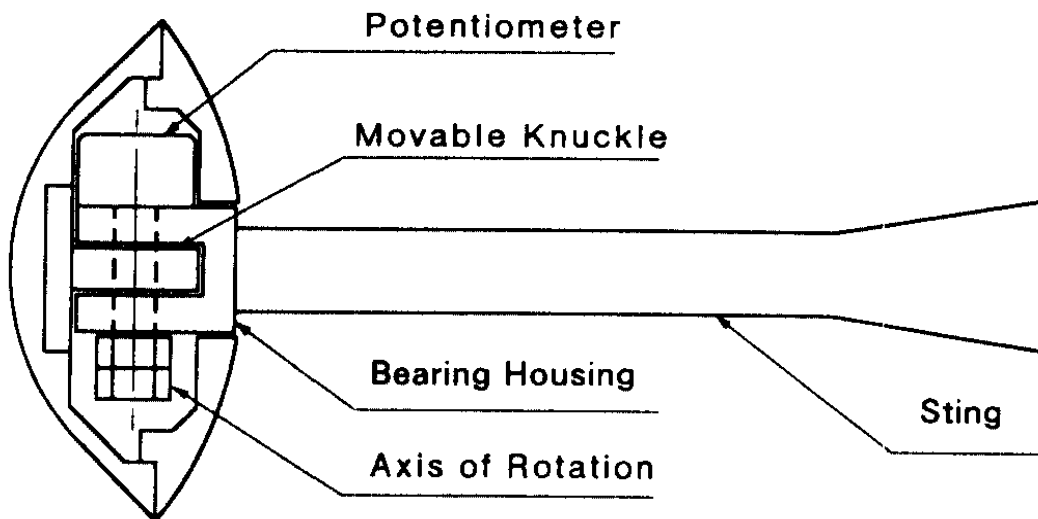 Potentiometer
Movable Knuckle
Bearing Housing
Sting
Axis of Rotation